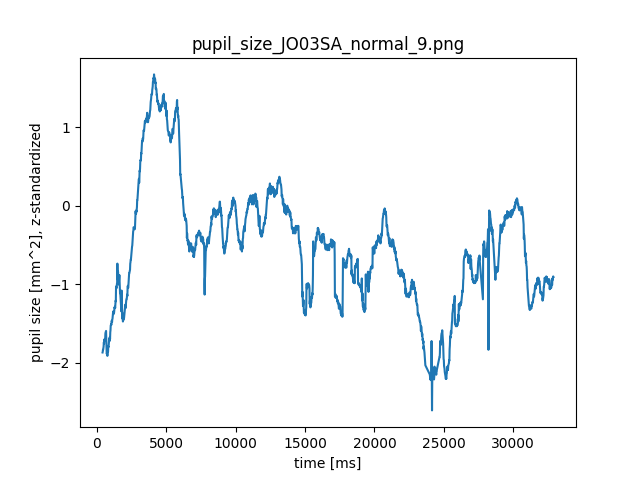 pupil_size_JO03SA_normal_9.png
pupil size [mm^2], z-standardized
1
0
−1
−2
0 5000 10000 15000 20000 25000 30000
time [ms]